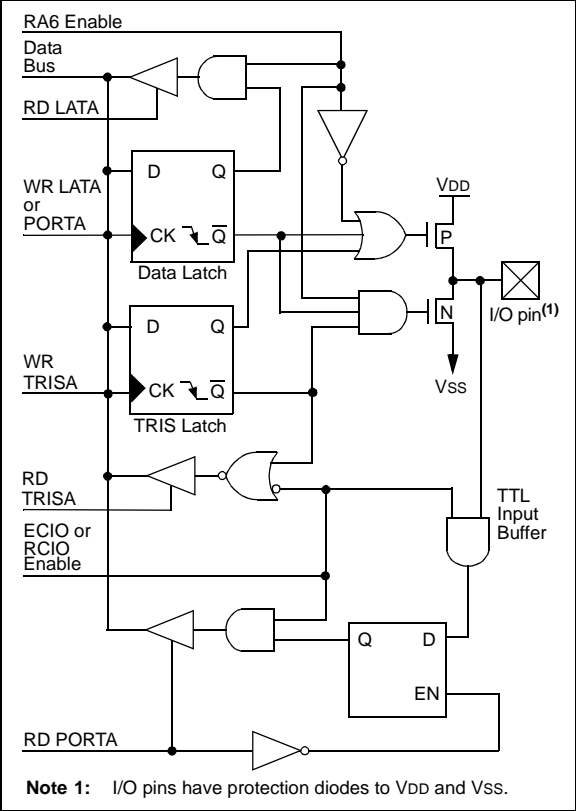 RA6 Enable
Data
Bus
RD LATA
D Q
WR LATA
or
PORTA
CK Q
Data Latch
VDD
P
I/O pin(1)
N
VSS
D Q
WR
TRISA
CK Q
TRIS Latch
RD
TRISA
TTL
Input
Buffer
ECIO or
RCIO
Enable
Q D
EN
RD PORTA
Note 1: I/O pins have protection diodes to VDD and VSS.